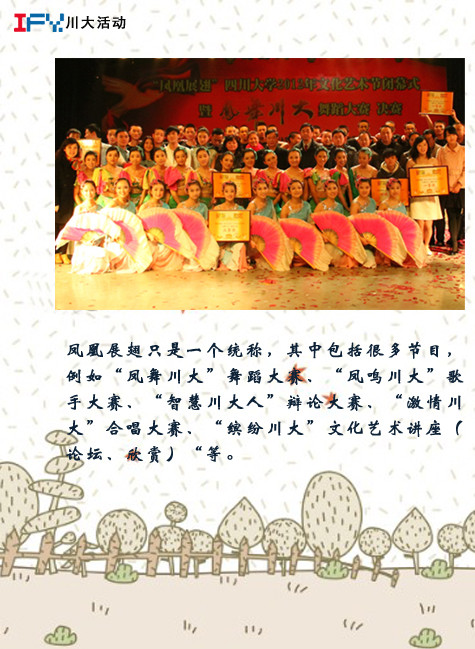 IFY川大活动
"凤凰展翅"四川大学2013年文化艺术节闭幕式
暨 凤舞川大 舞蹈大赛 决赛
凤凰展翅只是一个统称，其中包括很多节目，
例如“凤舞川大”舞蹈大赛、“凤鸣川大”歌
手大赛、“智慧川大人”辩论大赛、“激情川
大”合唱大赛、“缤纷川大”文化艺术讲座（
论坛、欣赏）“等。